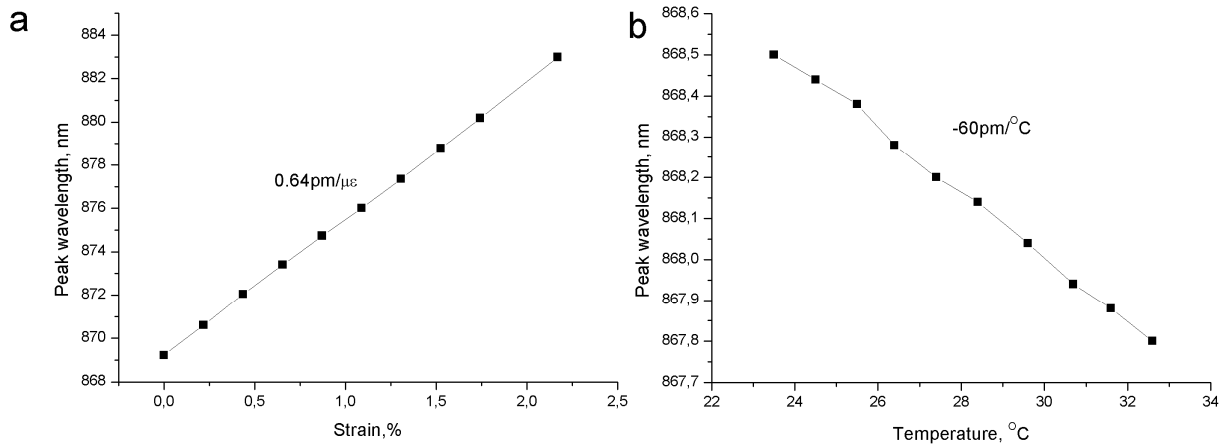 a
884
882
880
878
876
874
872
870
868
Peak wavelength, nm
0.64pm/με
0,0 0,5 1,0 1,5 2,0 2,5
Strain,%
b
868,6
868,5
868,4
868,3
868,2
868,1
868,0
867,9
867,8
867,7
Peak wavelength, nm
-60pm/°C
22 24 26 28 30 32 34
Temperature, °C